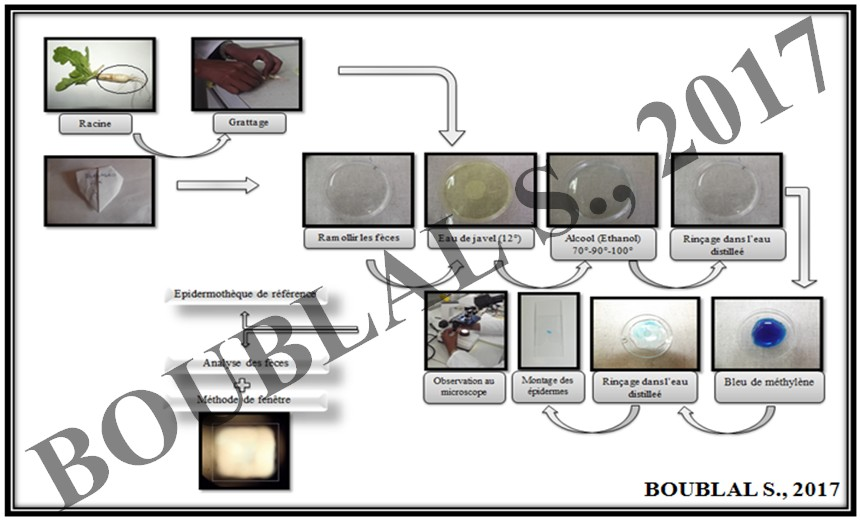 Racine
Grattage
Ramollir les fèces
Eau de javel (12°)
Alcool (Ethanol)
70°-90°-100°
Rinçage dans l'eau
distilleé
Epidermothèque de référence
Analyse des fèces
Méthode de fenêtre
Observation au
microscope
Montage des
épidermes
Rinçage dans l'eau
distilleé
Bleu de méthylène
BOUBLAL S., 2017
BOUBLAL S., 2017